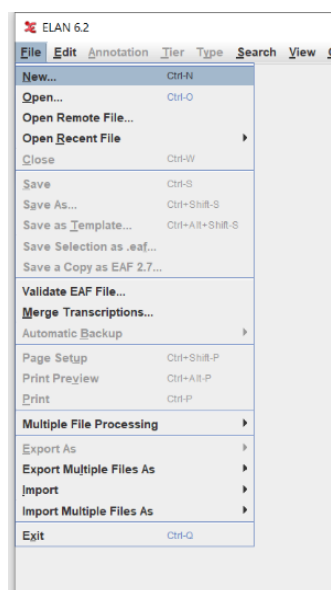 ELAN 6.2
File Edit Annotation Tier Type Search View
New... Ctrl-N
Open... Ctrl-O
Open Remote File...
Open Recent File
Close Ctrl-W
Save Ctrl-S
Save As... Ctrl+Shift-S
Save as Template... Ctrl+Alt+Shift-S
Save Selection as .eaf...
Save a Copy as EAF 2.7...
Validate EAF File...
Merge Transcriptions...
Automatic Backup
Page Setup Ctrl+Shift-P
Print Preview Ctrl+Alt-P
Print Ctrl-P
Multiple File Processing
Export As
Export Multiple Files As
Import
Import Multiple Files As
Exit Ctrl-Q